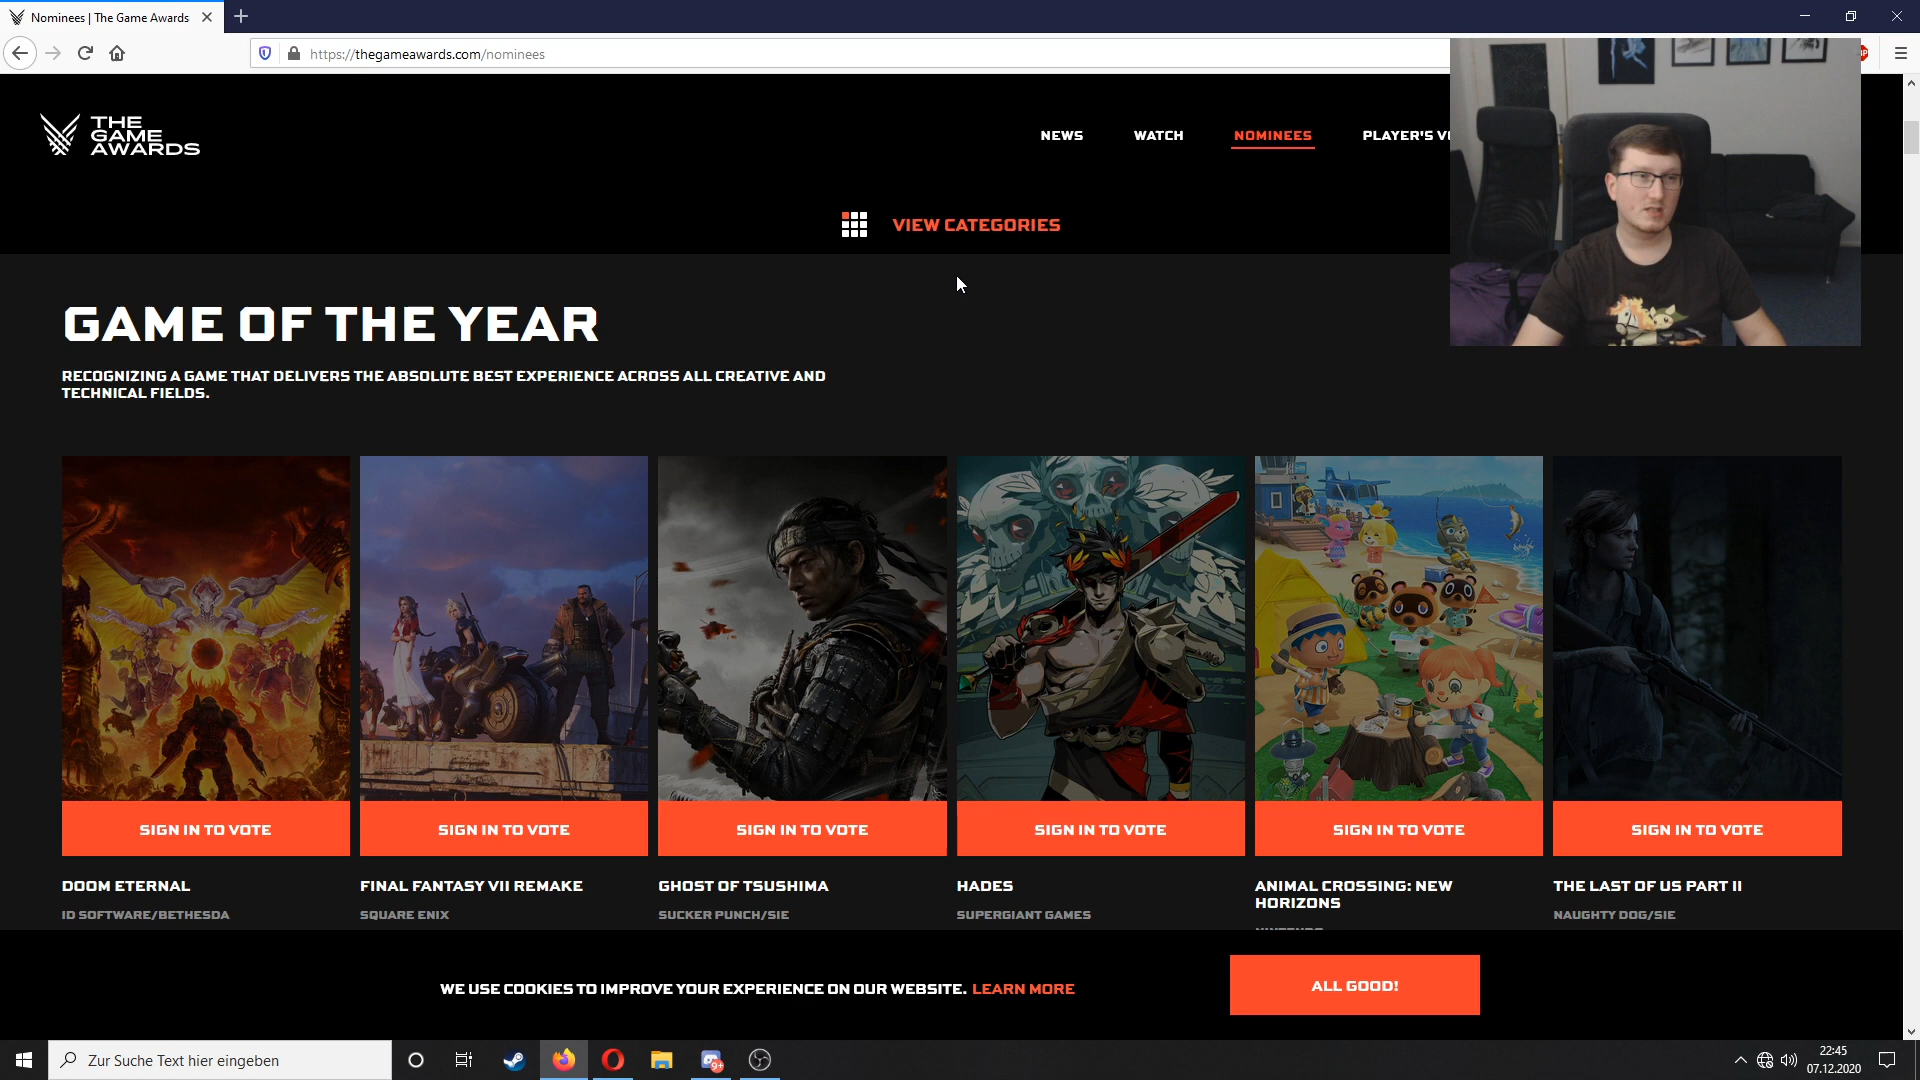 Nominees | The Game Awards
https://thegameawards.com/nominees
THE
GAME
AWARDS
NEWS
WATCH
NOMINEES
PLAYER'S
VIEW CATEGORIES
GAME OF THE YEAR
RECOGNIZING A GAME THAT DELIVERS THE ABSOLUTE BEST EXPERIENCE ACROSS ALL CREATIVE AND
TECHNICAL FIELDS.
SIGN IN TO VOTE
SIGN IN TO VOTE
SIGN IN TO VOTE
SIGN IN TO VOTE
SIGN IN TO VOTE
SIGN IN TO VOTE
DOOM ETERNAL
ID SOFTWARE/BETHESDA
FINAL FANTASY VII REMAKE
SQUARE ENIX
GHOST OF TSUSHIMA
SUCKER PUNCH/SIE
HADES
SUPERGIANT GAMES
ANIMAL CROSSING: NEW
HORIZONS
THE LAST OF US PART II
NAUGHTY DOG/SIE
WE USE COOKIES TO IMPROVE YOUR EXPERIENCE ON OUR WEBSITE. LEARN MORE
ALL GOOD!
Zur Suche Text hier eingeben
9+
22:45
07.12.2020